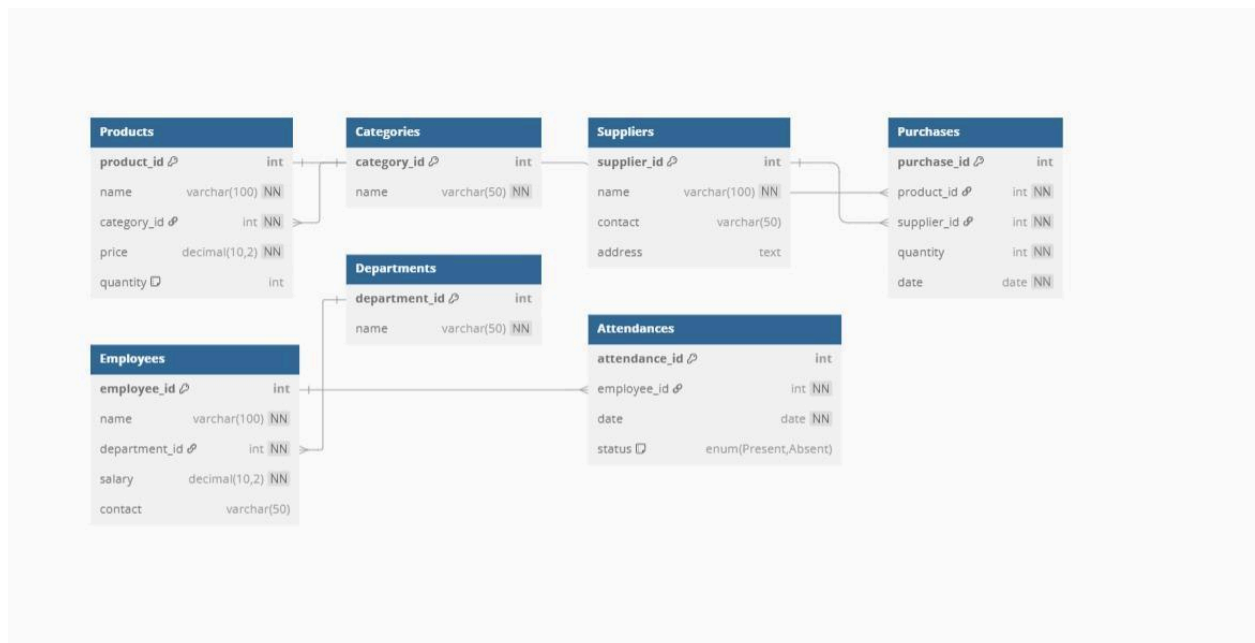 Products
product_id int
name varchar(100) NN
category_id int NN
price decimal(10,2) NN
quantity int
Categories
category_id int
name varchar(50) NN
Suppliers
supplier_id int
name varchar(100) NN
contact varchar(50)
address text
Purchases
purchase_id int
product_id int NN
supplier_id int NN
quantity int NN
date date NN
Departments
department_id int
name varchar(50) NN
Employees
employee_id int
name varchar(100) NN
department_id int NN
salary decimal(10,2) NN
contact varchar(50)
Attendances
attendance_id int
employee_id int NN
date date NN
status enum(Present,Absent)